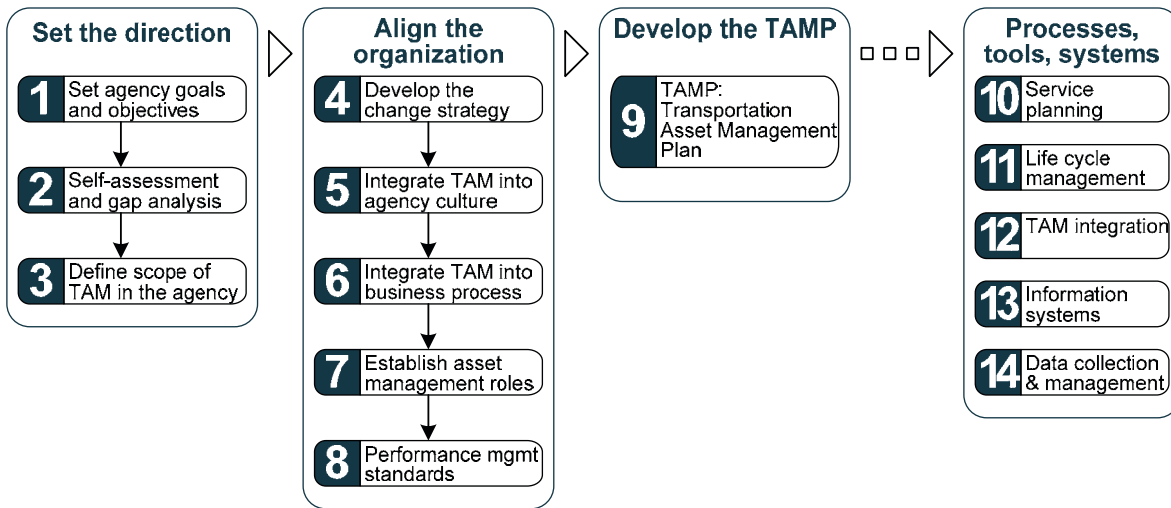 Set the direction
1
Set agency goals
and objectives
2
Self-assessment
and gap analysis
3
Define scope of
TAM in the agency
Align the
organization
4
Develop the
change strategy
5
Integrate TAM into
agency culture
6
Integrate TAM into
business process
7
Establish asset
management roles
8
Performance mgmt
standards
Develop the TAMP
9
TAMP:
Transportation
Asset Management
Plan
Processes,
tools, systems
10
Service
planning
11
Life cycle
management
12
TAM integration
13
Information
systems
14
Data collection
& management